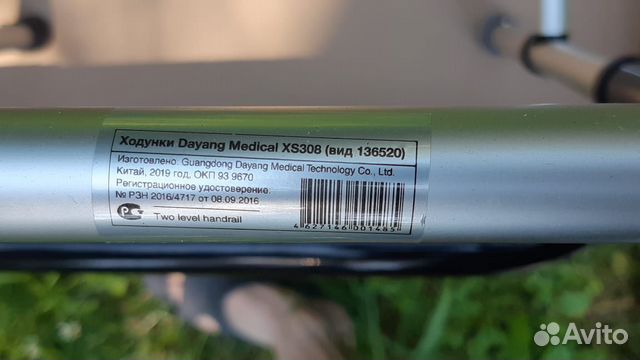 Ходунки Dayang Medical XS308 (вид 136520)
Изготовлено. Guangdong Dayang Medical Technology Co., Ltd.
Китай, 2019 год, ОКП 93 9670
Регистрационное удостоверение:
№ РЗН 2016/4717 от 08.09.2016
Two level handrail
4627146001485
Avito